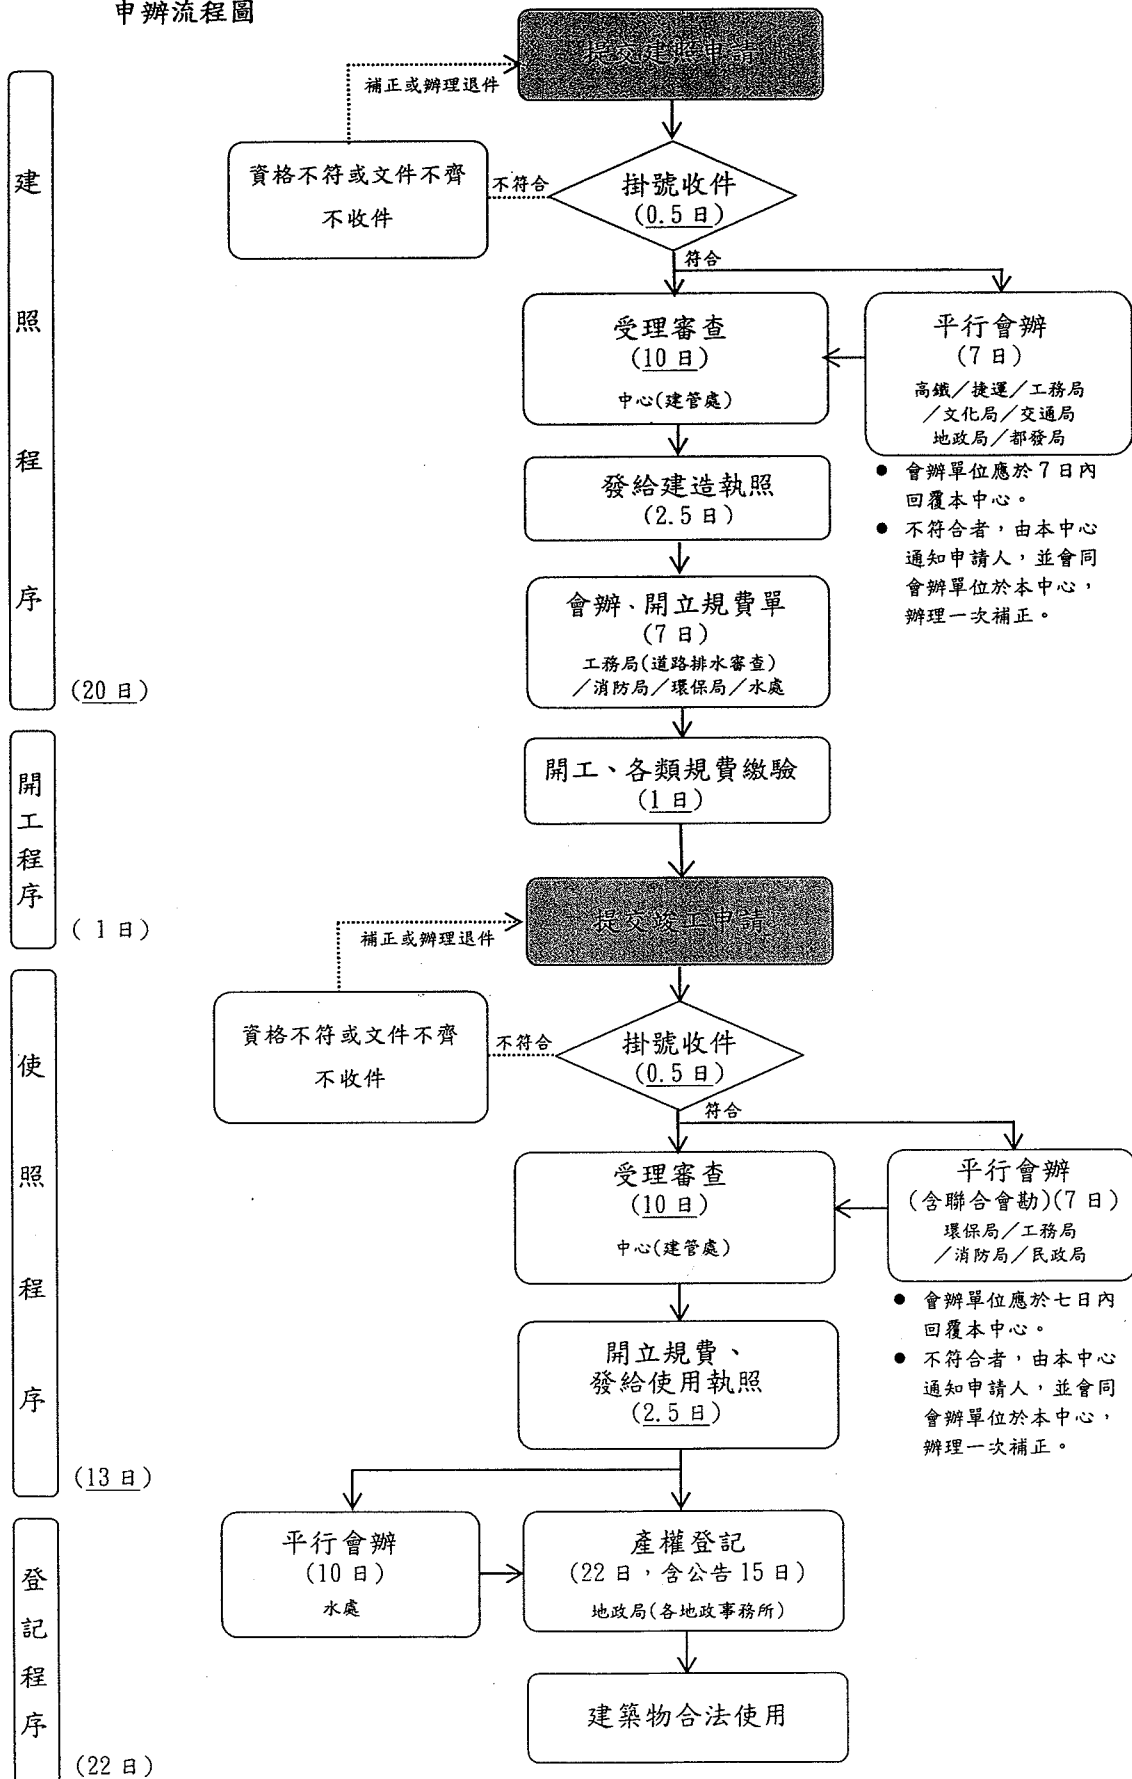 申辦流程圖
提交建照申請
補正或辦理退件
資格不符或文件不齊
不收件
不符合
掛號收件
(0.5 日)
符合
受理審查
(10 日)
中心(建管處)
平行會辦
(7 日)
高鐵/捷運/工務局
/文化局/交通局
地政局/都發局
● 會辦單位應於 7 日內
回覆本中心。
● 不符合者,由本中心
通知申請人,並會同
會辦單位於本中心,
辦理一次補正。
發給建造執照
(2.5 日)
會辦、開立規費單
(7 日)
工務局(道路排水審查)
/消防局/環保局/水處
建照程序
(20 日)
開工、各類規費繳驗
(1 日)
開工程序
( 1 日)
提交竣工申請
補正或辦理退件
資格不符或文件不齊
不收件
不符合
掛號收件
(0.5 日)
符合
受理審查
(10 日)
中心(建管處)
平行會辦
(含聯合會勘)(7 日)
環保局/工務局
/消防局/民政局
● 會辦單位應於七日內
回覆本中心。
● 不符合者,由本中心
通知申請人,並會同
會辦單位於本中心,
辦理一次補正。
開立規費、
發給使用執照
(2.5 日)
使照程序
(13 日)
平行會辦
(10 日)
水處
產權登記
(22 日,含公告 15 日)
地政局(各地政事務所)
建築物合法使用
登記程序
(22 日)